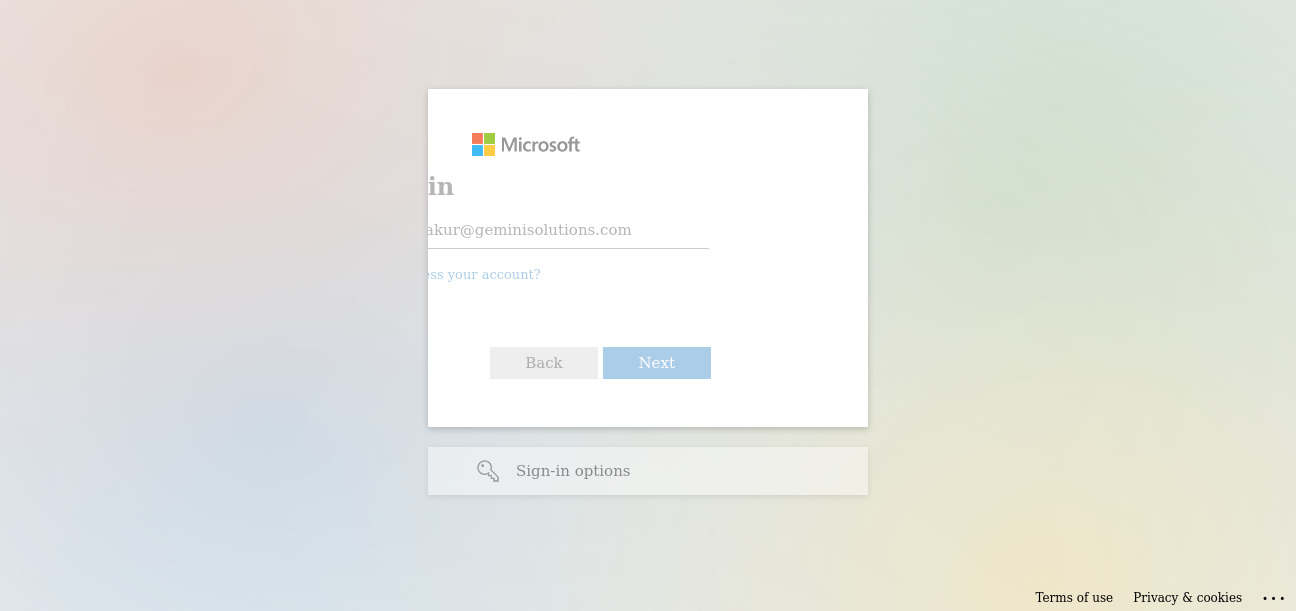 Microsoft
in
akur@geminisolutions.com
ess your account?
Back Next
Sign-in options
Terms of use Privacy & cookies ...